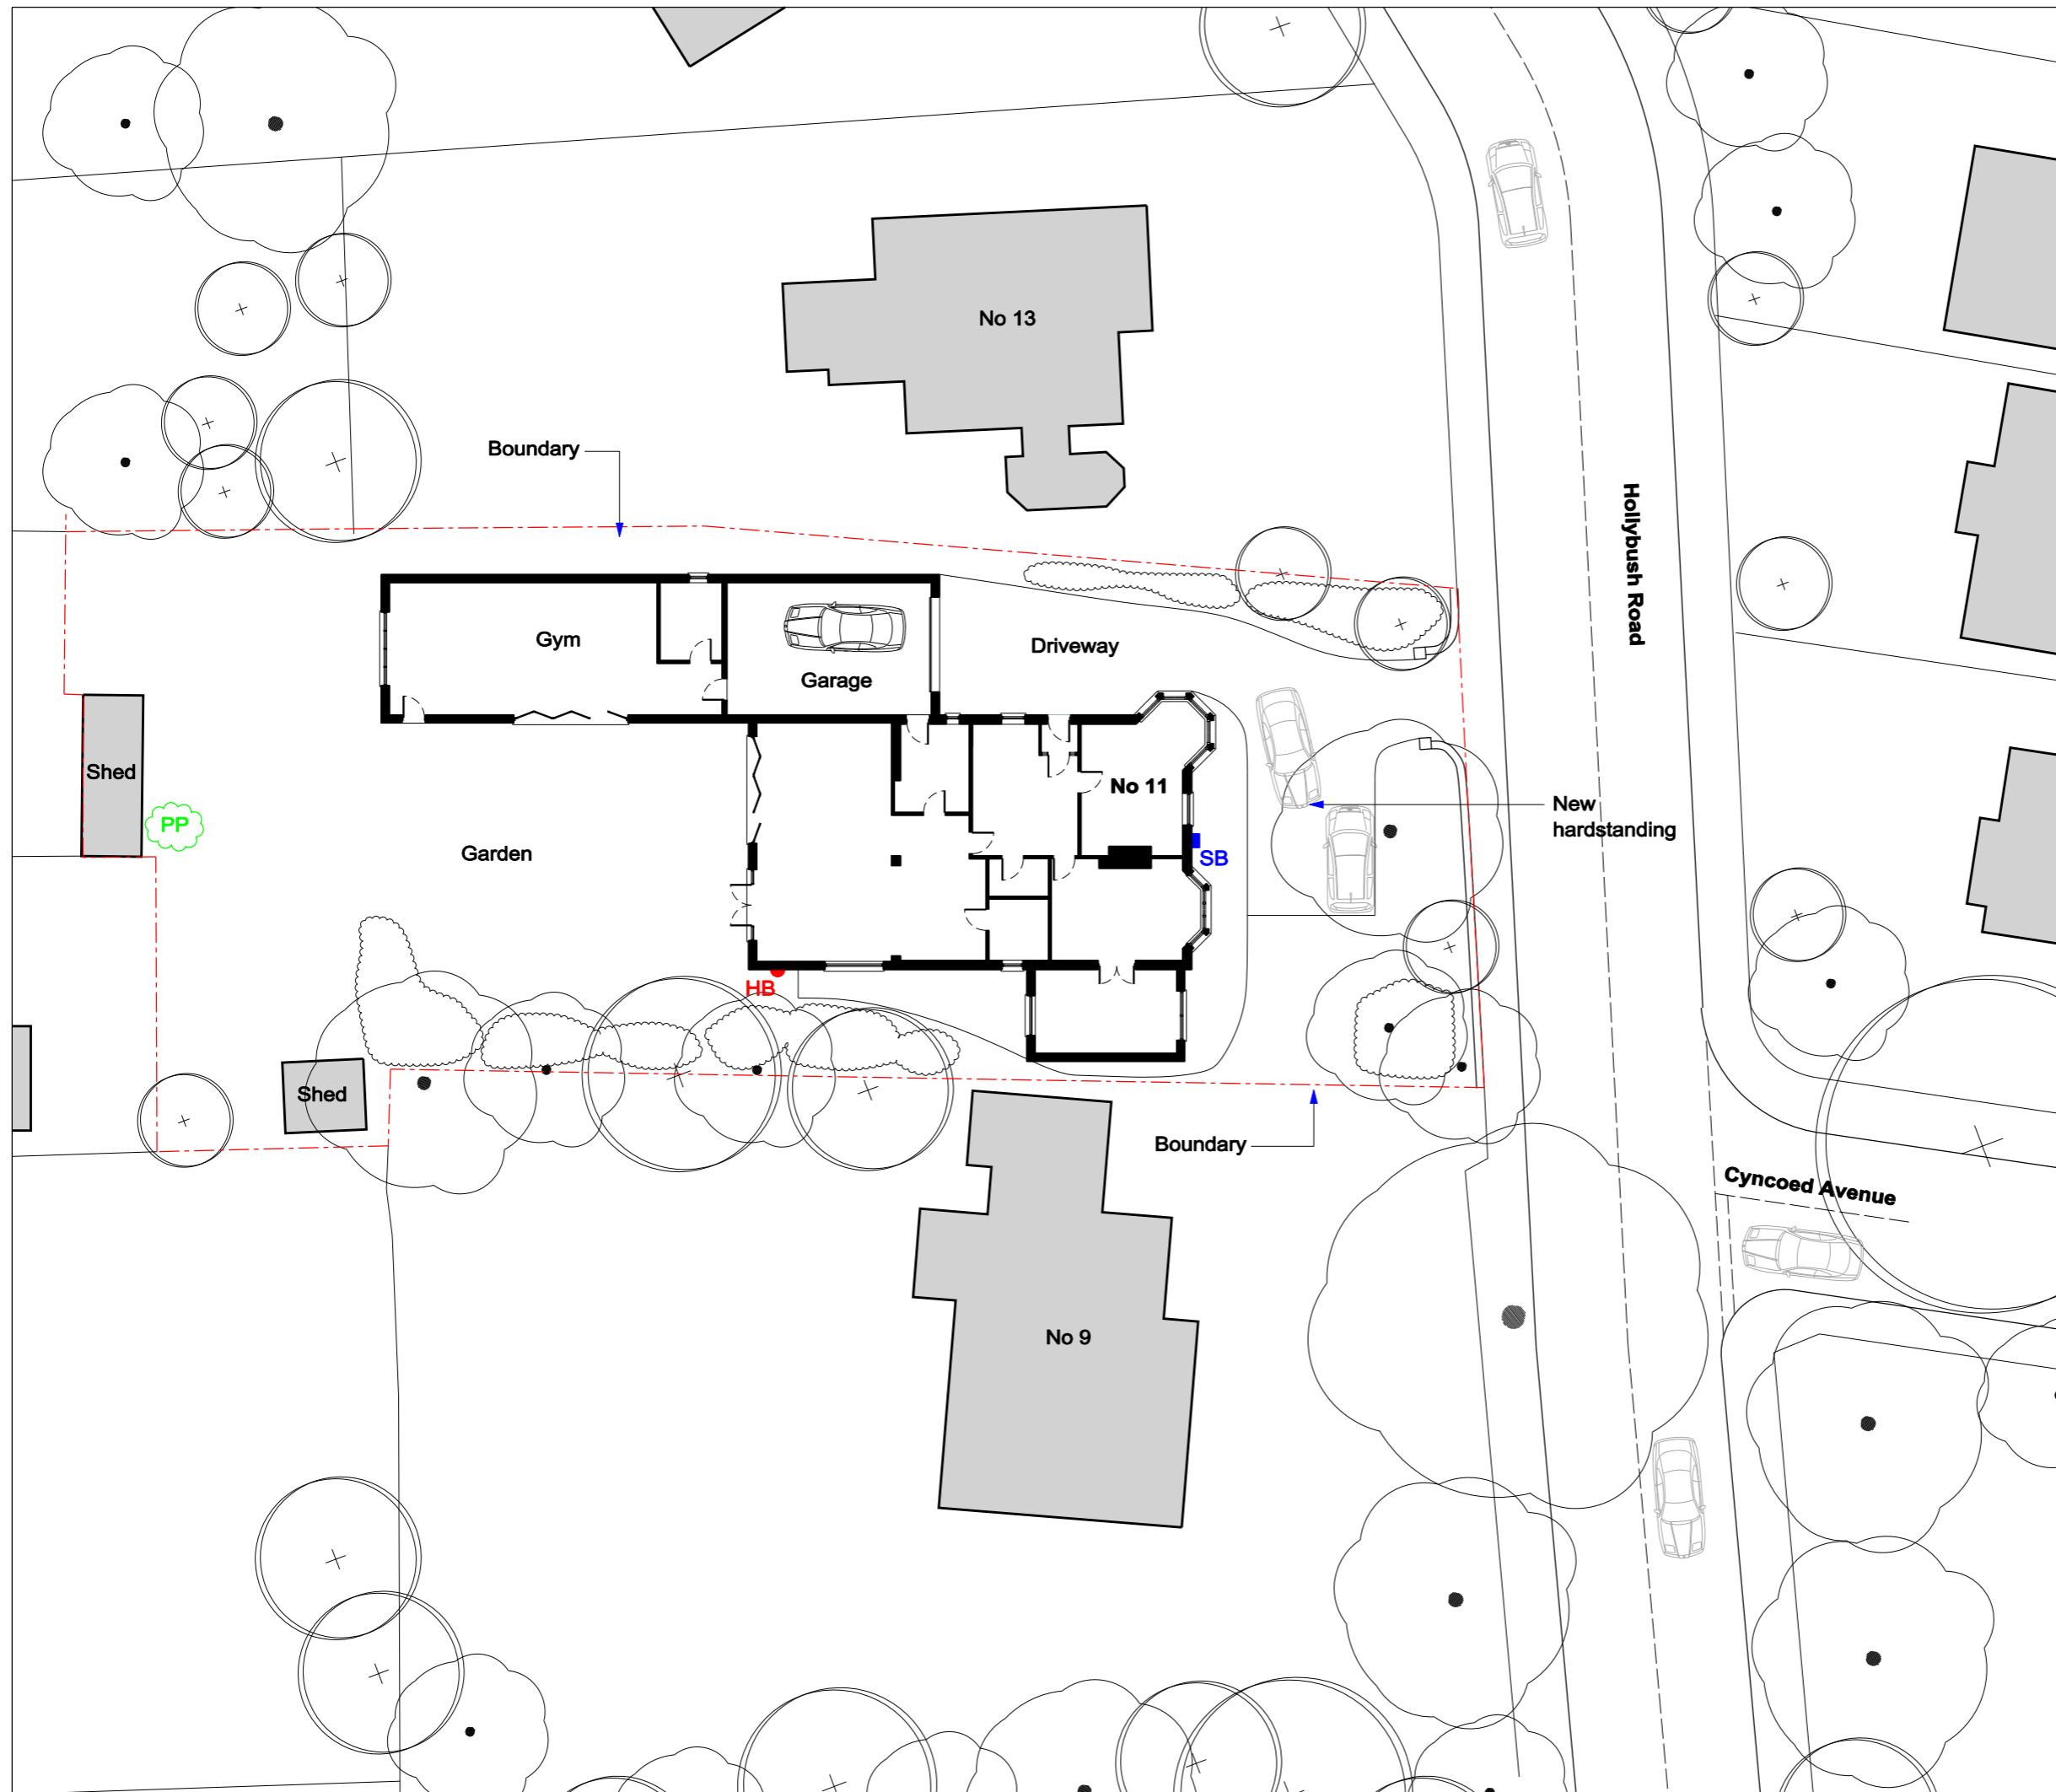 No 13
Boundary
Hollybush Road
Gym
Driveway
Garage
Shed
No 11
New
hardstanding
PP
Garden
SB
HB
Shed
Boundary
Cyncoed Avenue
No 9